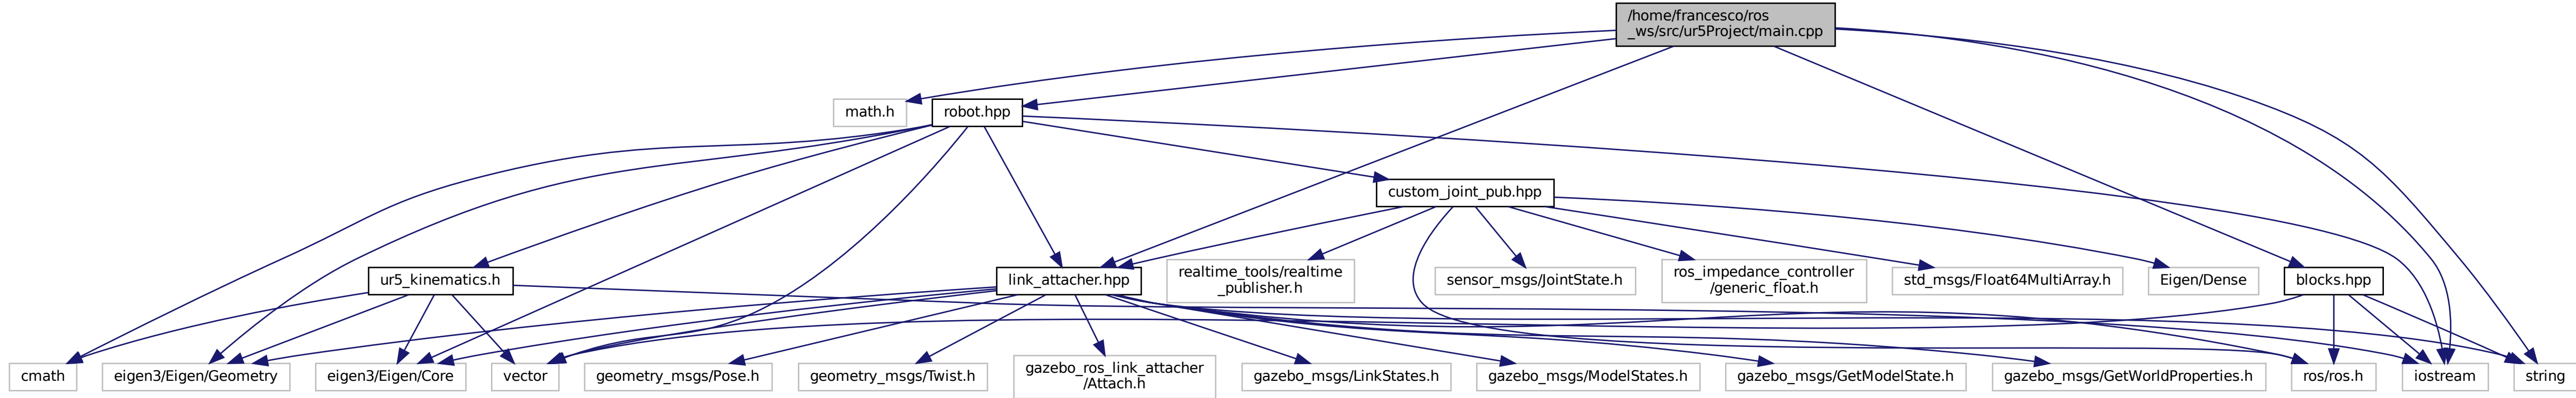 /home/francesco/ros
_ws/src/ur5Project/main.cpp
math.h
robot.hpp
custom_joint_pub.hpp
ur5_kinematics.h
link_attacher.hpp
realtime_tools/realtime
_publisher.h
sensor_msgs/JointState.h
ros_impedance_controller
/generic_float.h
std_msgs/Float64MultiArray.h
Eigen/Dense
blocks.hpp
cmath
eigen3/Eigen/Geometry
eigen3/Eigen/Core
vector
geometry_msgs/Pose.h
geometry_msgs/Twist.h
gazebo_ros_link_attacher
/Attach.h
gazebo_msgs/LinkStates.h
gazebo_msgs/ModelStates.h
gazebo_msgs/GetModelState.h
gazebo_msgs/GetWorldProperties.h
ros/ros.h
iostream
string